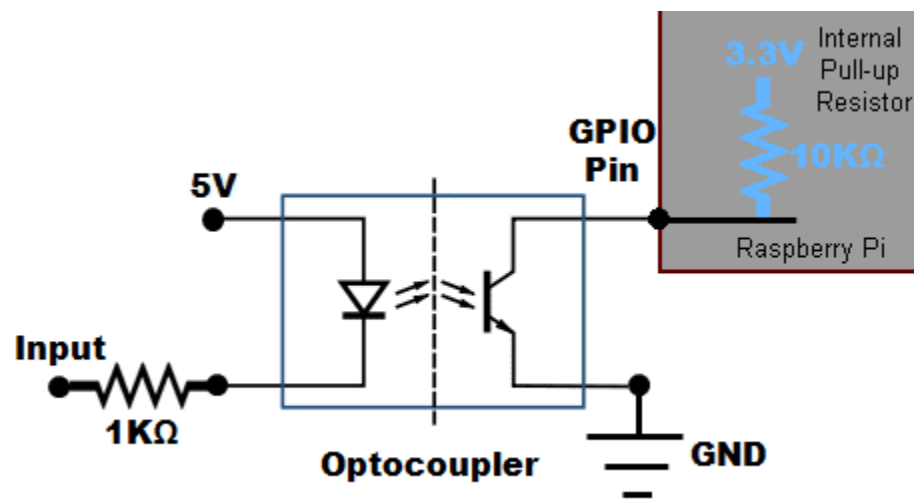 3.3V
Internal
Pull-up
Resistor
10KΩ
GPIO
Pin
5V
Raspberry Pi
Input
1KΩ
Optocoupler
GND